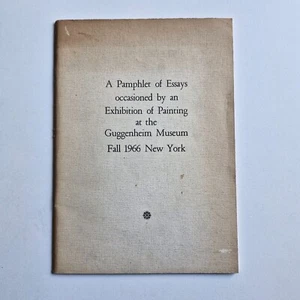 A Pamphlet of Essays
occasioned by an
Exhibition of Painting
at the
Guggenheim Museum
Fall 1966 New York